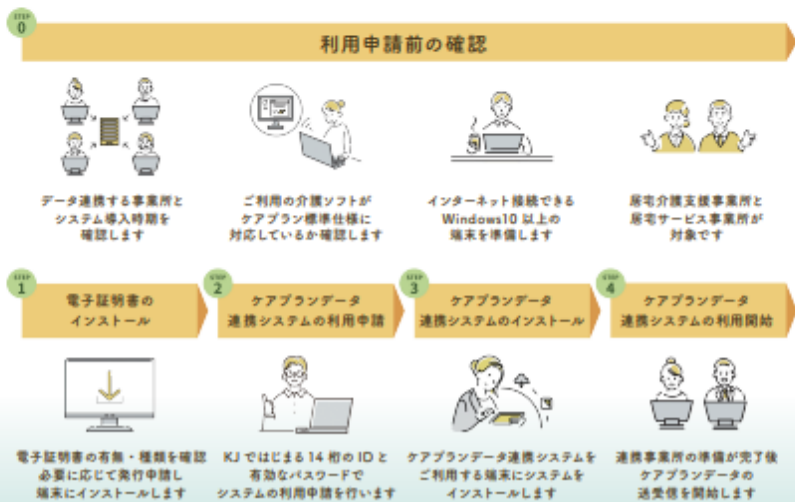 STEP
0
利用申請前の確認
データ連携する事業所と
システム導入時期を
確認します
ご利用の介護ソフトが
ケアプラン標準仕様に
対応しているか確認します
インターネット接続できる
Windows10 以上の
端末を準備します
居宅介護支援事業所と
居宅サービス事業所が
対象です
STEP
1
電子証明書の
インストール
STEP
2
ケアプランデータ
連携システムの利用申請
STEP
3
ケアプランデータ
連携システムのインストール
STEP
4
ケアプランデータ
連携システムの利用開始
電子証明書の有無・種類を確認
必要に応じて発行申請し
端末にインストールします
KJ ではじまる 14 桁の ID と
有効なパスワードで
システムの利用申請を行います
ケアプランデータ連携システムを
ご利用する端末にシステムを
インストールします
連携事業所の準備が完了後
ケアプランデータの
送受信を開始します